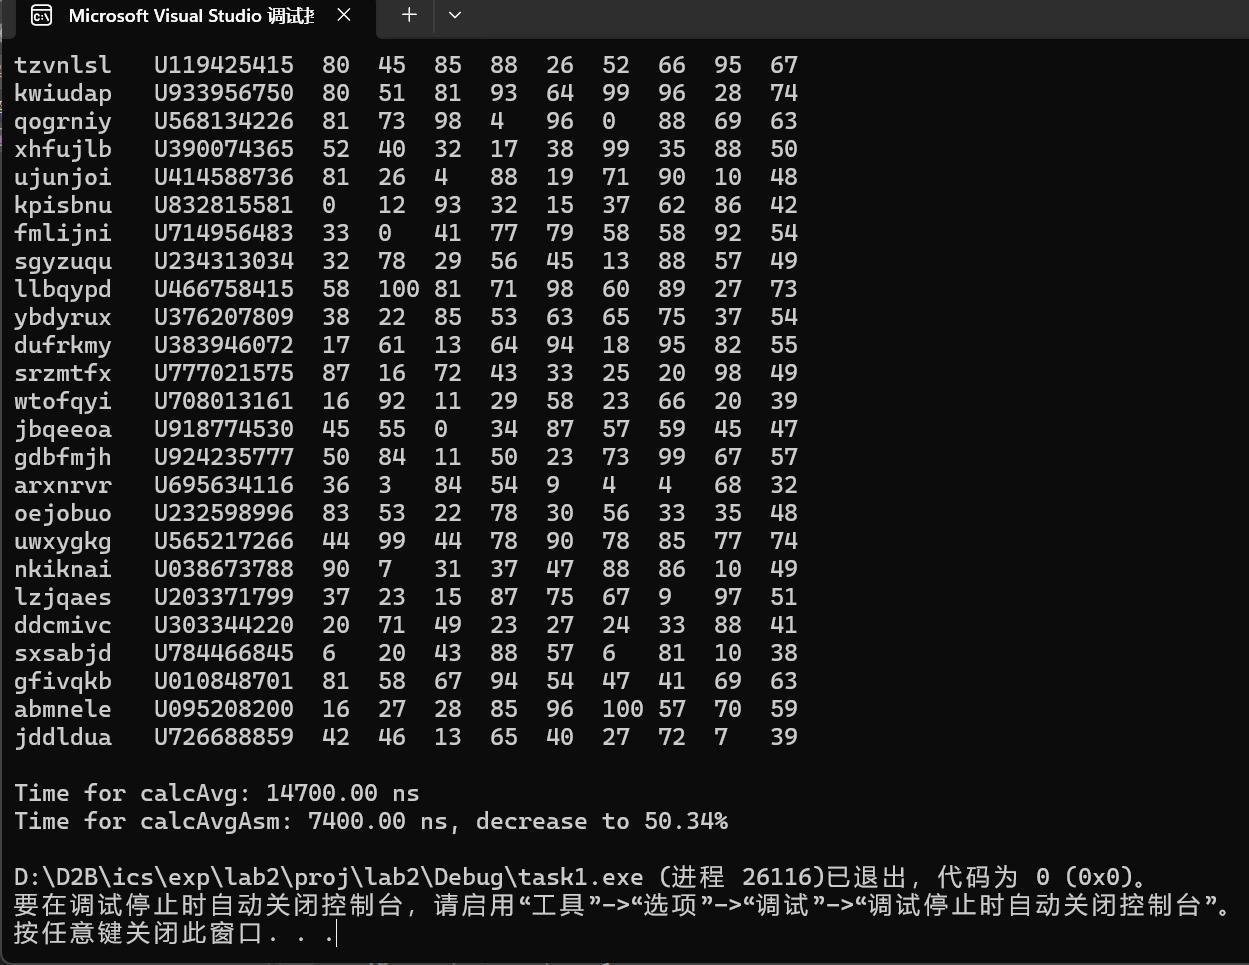 Microsoft Visual Studio 调试
tzvnlsl U119425415 80 45 85 88 26 52 66 95 67
kwiudap U933956750 80 51 81 93 64 99 96 28 74
qogrniy U568134226 81 73 98 4 96 0 88 69 63
xhfujlb U390074365 52 40 32 17 38 99 35 88 50
ujunjoi U414588736 81 26 4 88 19 71 90 10 48
kpisbnu U832815581 0 12 93 32 15 37 62 86 42
fmlijni U714956483 33 0 41 77 79 58 58 92 54
sgyzuqu U234313034 32 78 29 56 45 13 88 57 49
llbqypd U466758415 58 100 81 71 98 60 89 27 73
ybdyrux U376207809 38 22 85 53 63 65 75 37 54
dufrkmy U383946072 17 61 13 64 94 18 95 82 55
srzmtfx U777021575 87 16 72 43 33 25 20 98 49
wtofqyi U708013161 16 92 11 29 58 23 66 20 39
jbqeeoa U918774530 45 55 0 34 87 57 59 45 47
gdbfmjh U924235777 50 84 11 50 23 73 99 67 57
arxnrvr U695634116 36 3 84 54 9 4 4 68 32
oejobuo U232598996 83 53 22 78 30 56 33 35 48
uwxygkg U565217266 44 99 44 78 90 78 85 77 74
nkiknai U038673788 90 7 31 37 47 88 86 10 49
lzjqaes U203371799 37 23 15 87 75 67 9 97 51
ddcmivc U303344220 20 71 49 23 27 24 33 88 41
sxsabjd U784466845 6 20 43 88 57 6 81 10 38
gfivqkb U010848701 81 58 67 94 54 47 41 69 63
abmnele U095208200 16 27 28 85 96 100 57 70 59
jddldua U726688859 42 46 13 65 40 27 72 7 39
Time for calcAvg: 14700.00 ns
Time for calcAvgAsm: 7400.00 ns, decrease to 50.34%
D:\D2B\ics\exp\lab2\proj\lab2\Debug\task1.exe (进程 26116)已退出，代码为 0 (0x0)。
要在调试停止时自动关闭控制台，请启用“工具”->“选项”->“调试”->“调试停止时自动关闭控制台”。
按任意键关闭此窗口. . .